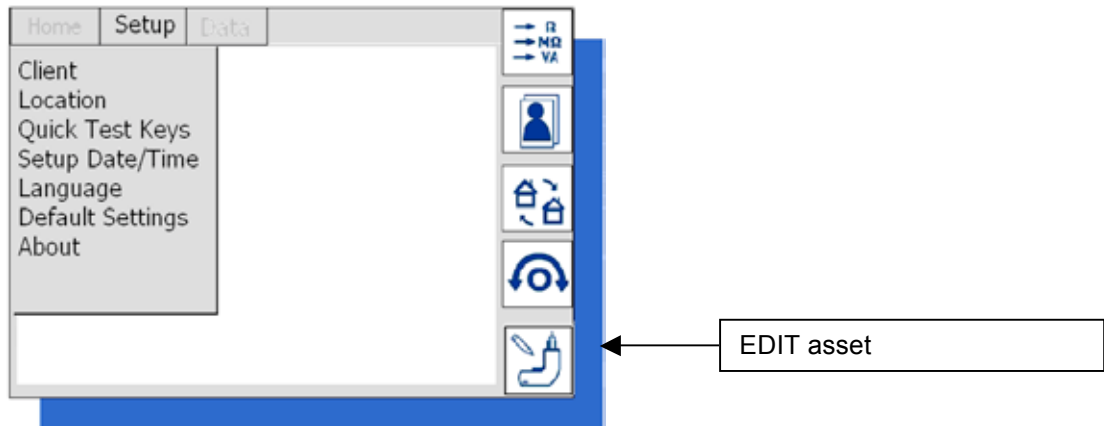 Home Setup Data
Client
Location
Quick Test Keys
Setup Date/Time
Language
Default Settings
About
→ Ω
→ MΩ
→ VA
EDIT asset